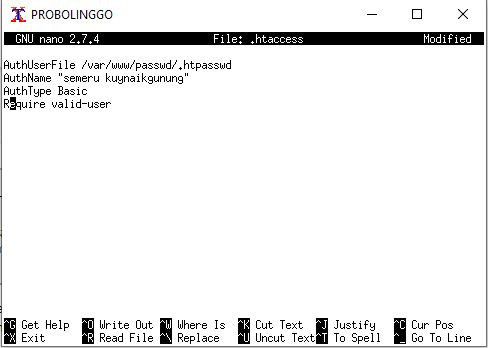 PROBOLINGGO
GNU nano 2.7.4 File: .htaccess Modified
AuthUserFile /var/www/passwd/.htpasswd
AuthName "semeru kuynaikgunung"
AuthType Basic
Require valid-user
^G Get Help ^O Write Out ^W Where Is ^K Cut Text ^J Justify ^C Cur Pos
^X Exit ^R Read File ^\ Replace ^U Uncut Text ^T To Spell ^_ Go To Line